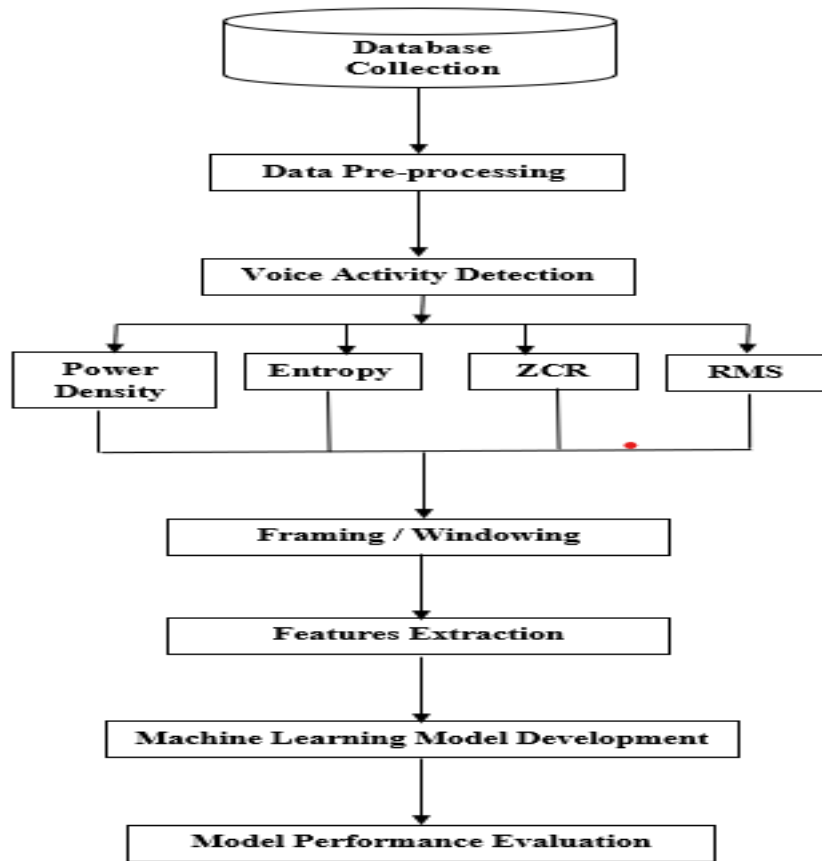 Database
Collection
Data Pre-processing
Voice Activity Detection
Power
Density
Entropy
ZCR
RMS
Framing / Windowing
Features Extraction
Machine Learning Model Development
Model Performance Evaluation